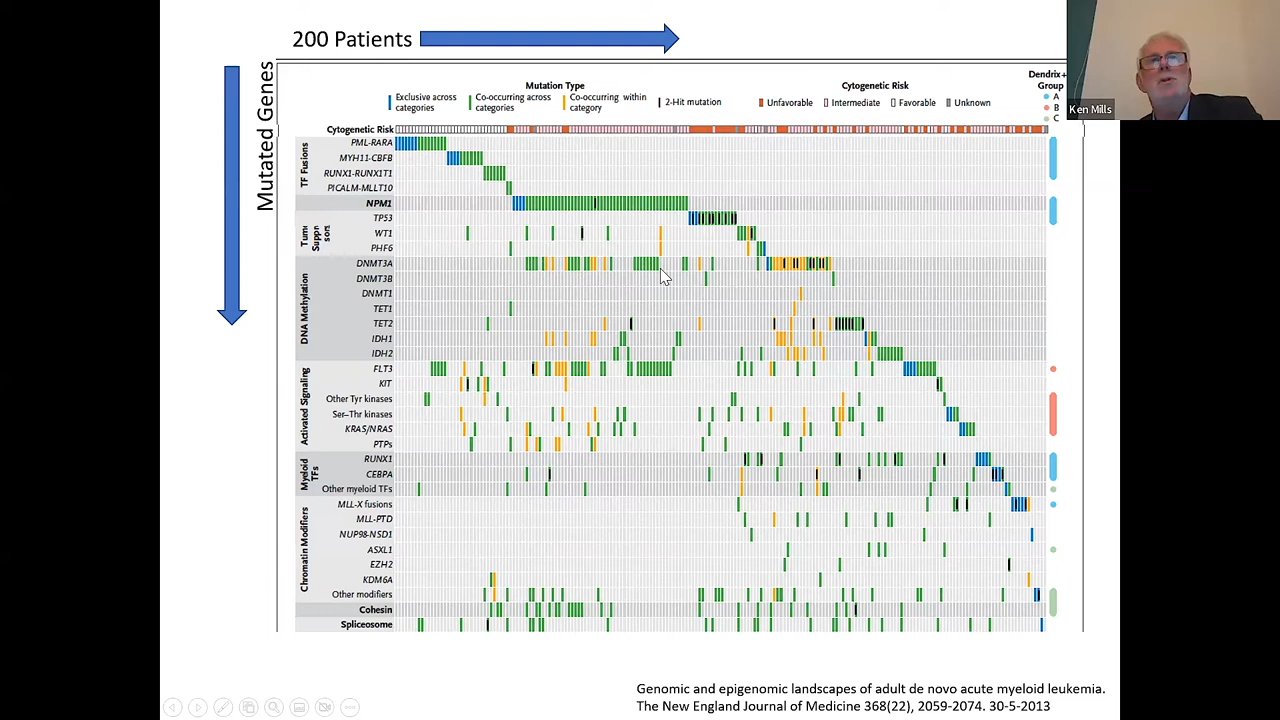 200 Patients
Mutated Genes
Mutation Type
Cytogenetic Risk
Dendrix+
Group
Exclusive across
categories
Co-occurring across
categories
Co-occurring within
category
2-Hit mutation
Unfavorable
Intermediate
Favorable
Unknown
A
B
C
Ken Mills
Cytogenetic Risk
TF Fusions
PML-RARA
MYH11-CBFB
RUNX1-RUNX1T1
PICALM-MLLT10
NPM1
TP53
WT1
PHF6
DNA Methylation
DNMT3A
DNMT3B
DNMT1
TET1
TET2
IDH1
IDH2
Activated Signaling
FLT3
KIT
Other Tyr kinases
Ser–Thr kinases
KRAS/NRAS
PTPs
Myeloid
TFs
RUNX1
CEBPA
Other myeloid TFs
Chromatin Modifiers
MLL-X fusions
MLL-PTD
NUP98-NSD1
ASXL1
EZH2
KDM6A
Other modifiers
Cohesin
Spliceosome
Genomic and epigenomic landscapes of adult de novo acute myeloid leukemia.
The New England Journal of Medicine 368(22), 2059-2074. 30-5-2013